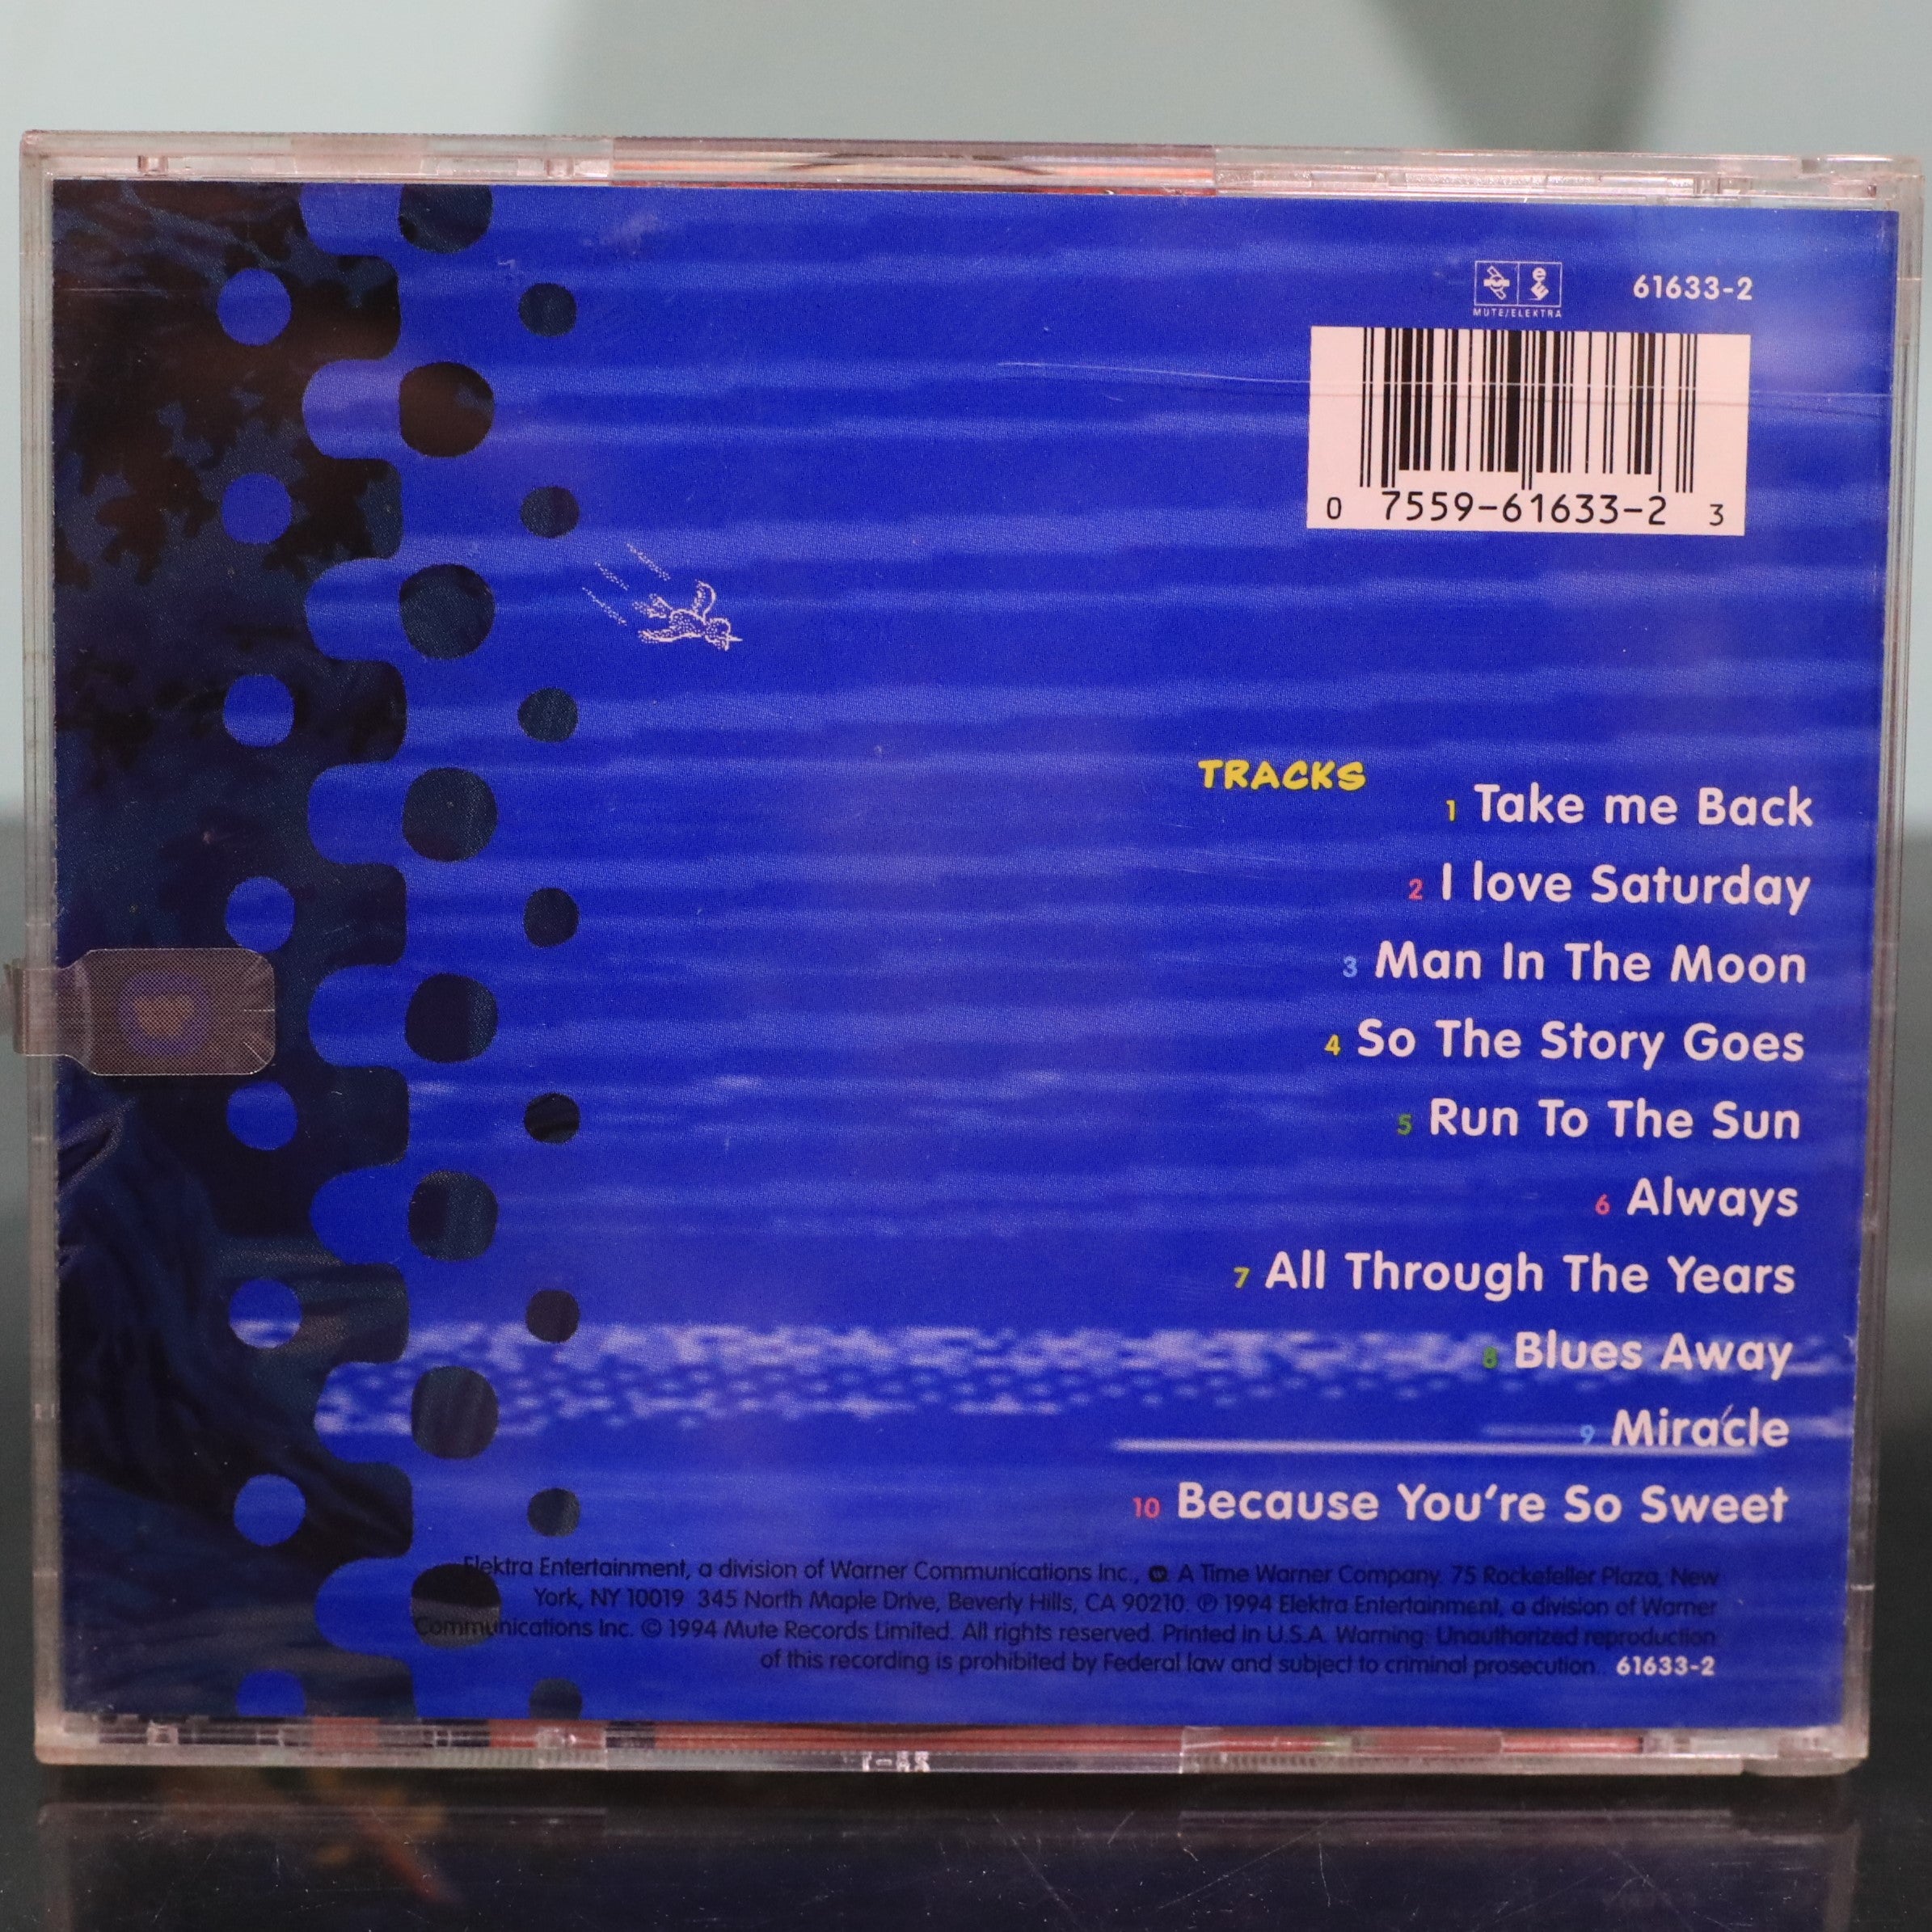 MUTE/ELEKTRA
61633-2
0 7559-61633-2 3
TRACKS
1 Take me Back
2 I love Saturday
3 Man In The Moon
4 So The Story Goes
5 Run To The Sun
6 Always
7 All Through The Years
8 Blues Away
9 Miracle
10 Because You're So Sweet
Elektra Entertainment, a division of Warner Communications Inc., A Time Warner Company. 75 Rockefeller Plaza, New
York, NY 10019 345 North Maple Drive, Beverly Hills, CA 90210. ℗ 1994 Elektra Entertainment, a division of Warner
Communications Inc. © 1994 Mute Records Limited. All rights reserved. Printed in U.S.A. Warning: Unauthorized reproduction
of this recording is prohibited by Federal law and subject to criminal prosecution. 61633-2